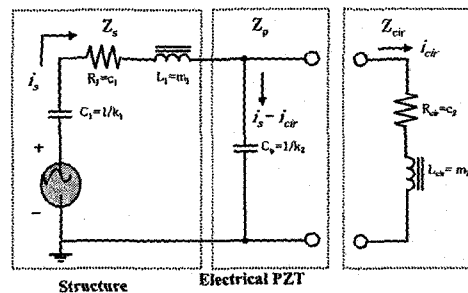 Z_s
Z_p
Z_cir
i_s
R_1=c_1
L_1=m_1
i_cir
C_1=1/k_1
i_s − i_cir
C_p=1/k_2
R_cir=c_2
L_cir=m_2
+
−
Structure
Electrical PZT